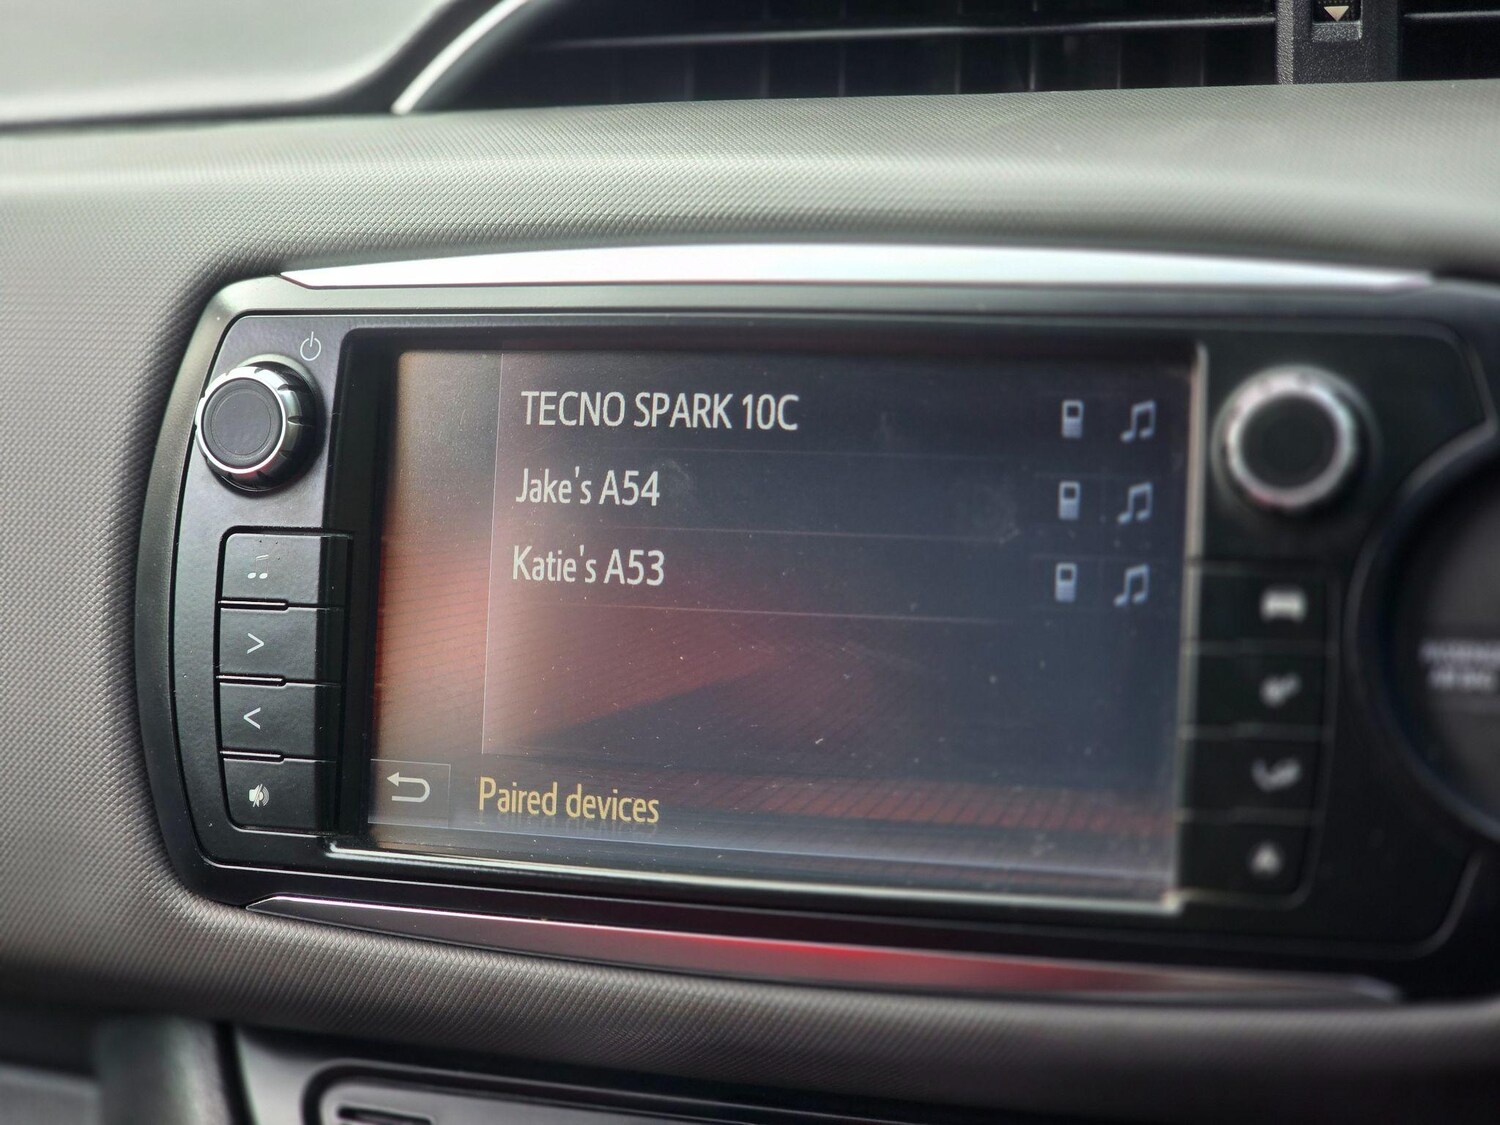 TECNO SPARK 10C
Jake's A54
Katie's A53
Paired devices